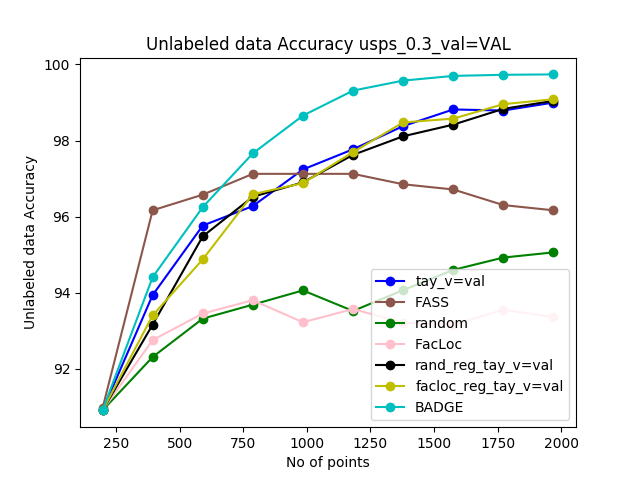 Unlabeled data Accuracy usps_0.3_val=VAL
100
98
96
94
92
Unlabeled data Accuracy
250
500
750
1000
1250
1500
1750
2000
No of points
tay_v=val
FASS
random
FacLoc
rand_reg_tay_v=val
facloc_reg_tay_v=val
BADGE